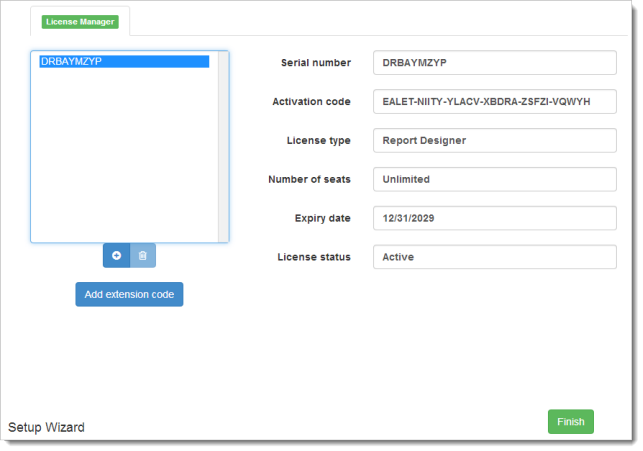 License Manager
DRBAYMZYP
Serial number DRBAYMZYP
Activation code EALET-NIITY-YLACV-XBDRA-ZSFZI-VQWYH
License type Report Designer
Number of seats Unlimited
Expiry date 12/31/2029
License status Active
Add extension code
Setup Wizard
Finish